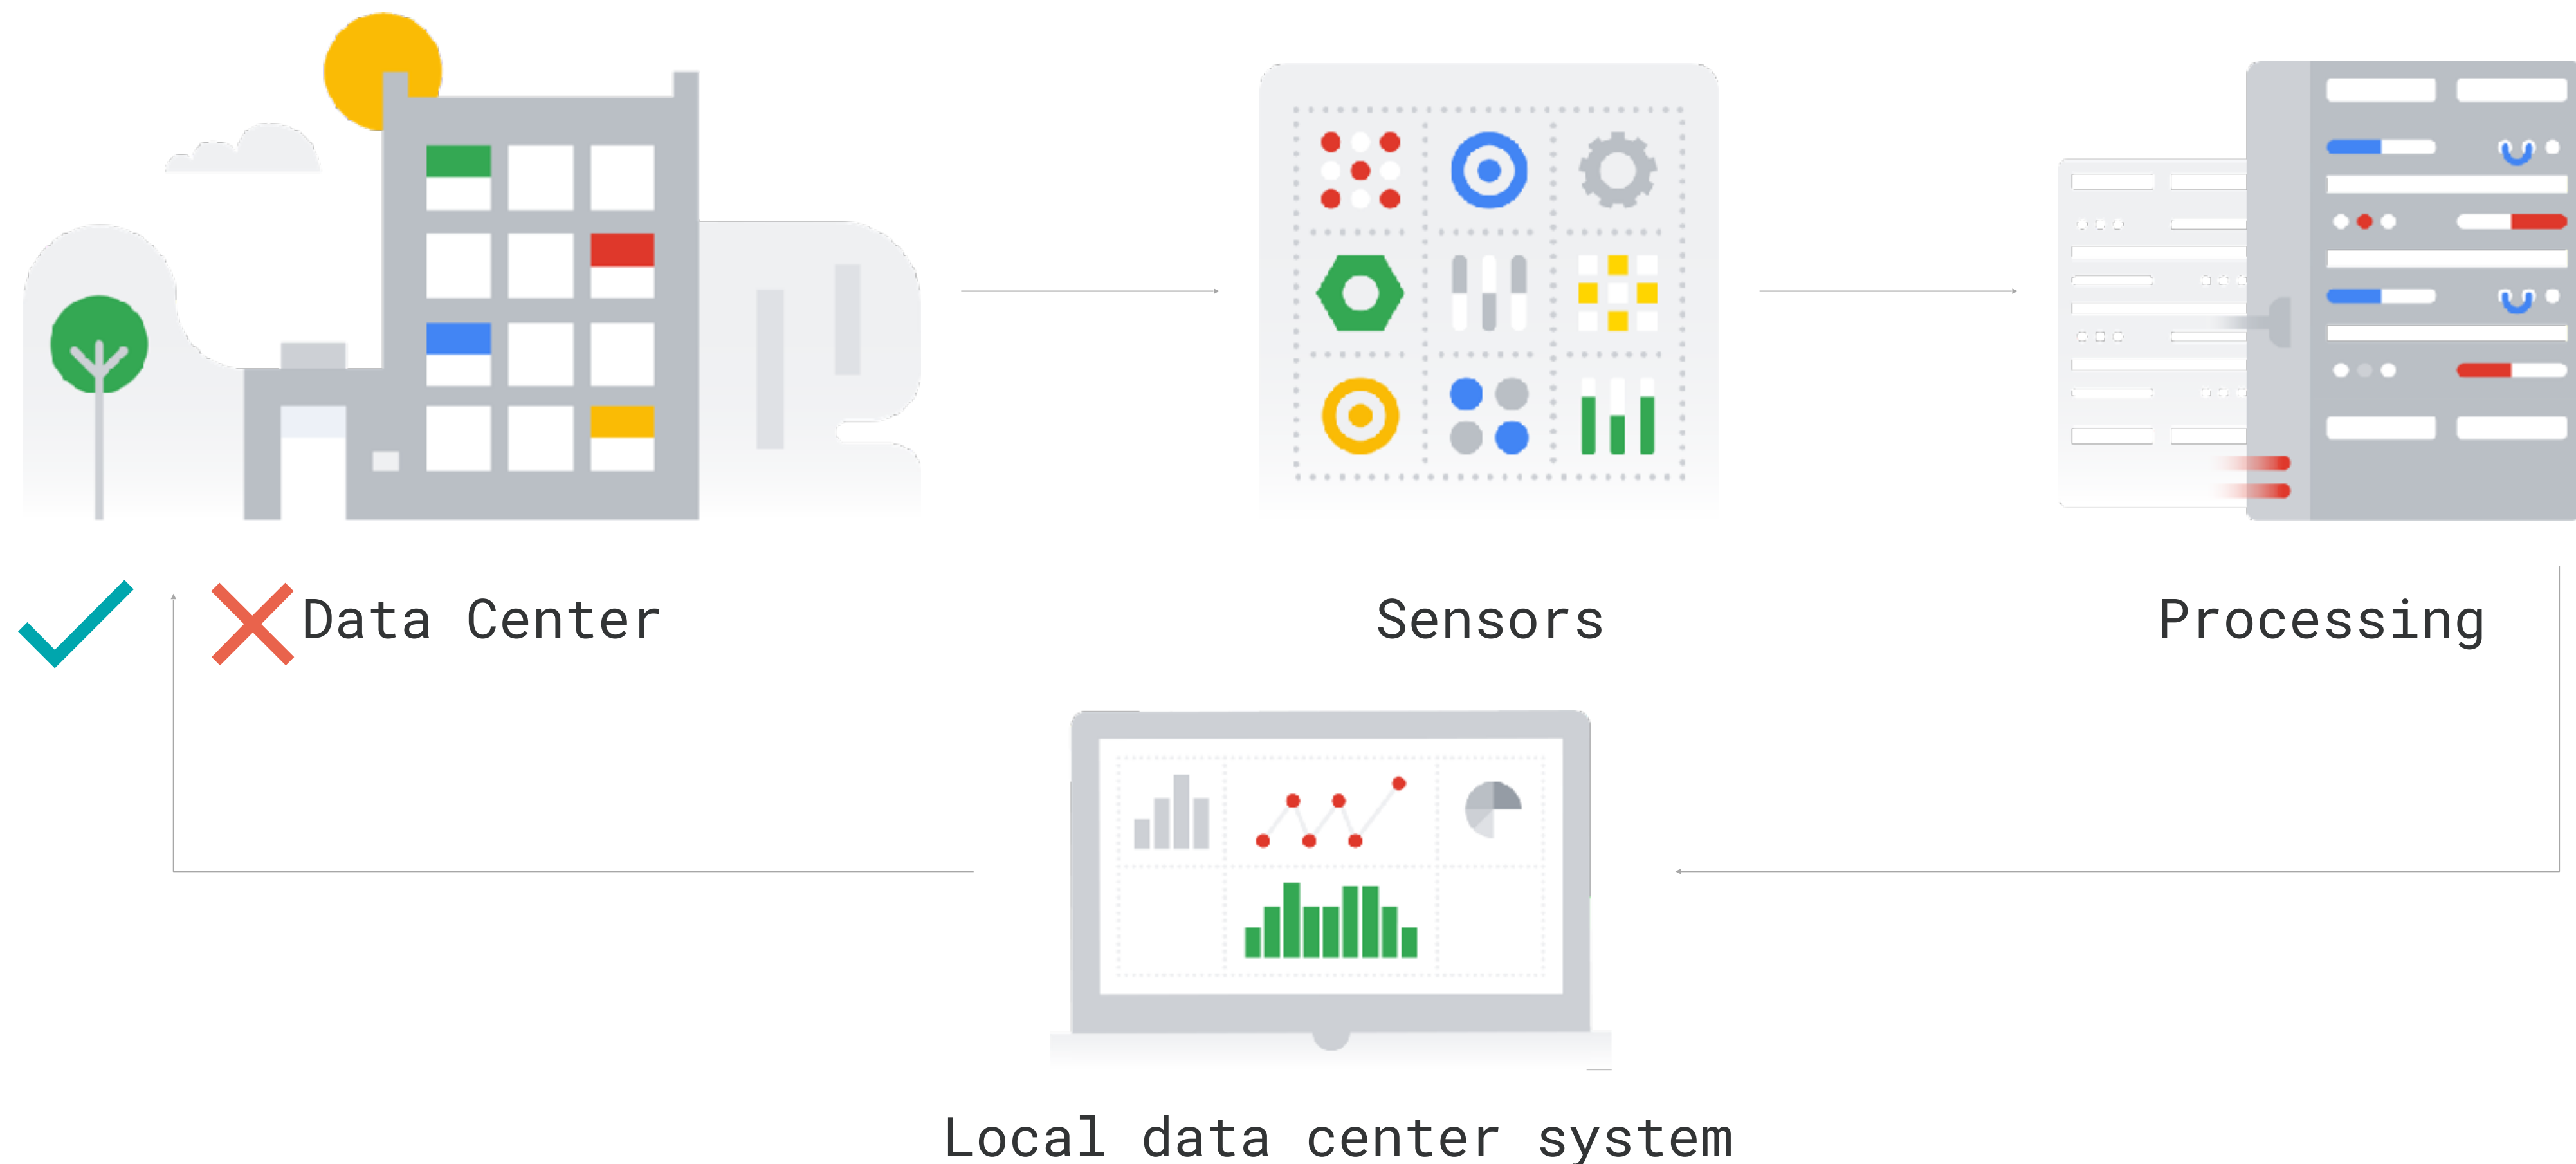 Data Center
Sensors
Processing
Local data center system